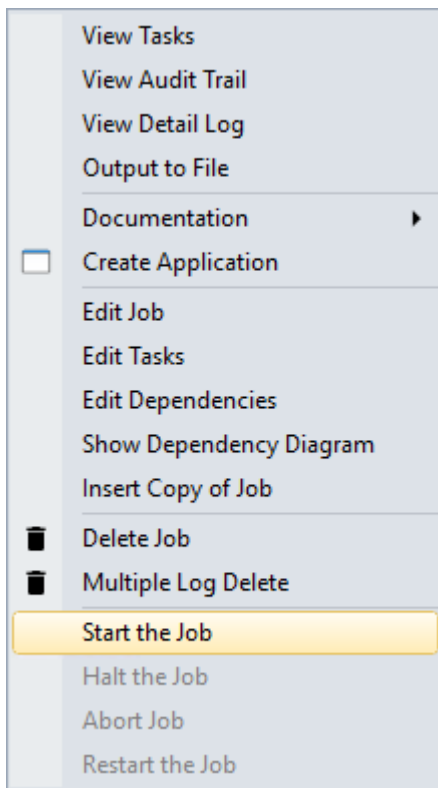 View Tasks
View Audit Trail
View Detail Log
Output to File
Documentation
Create Application
Edit Job
Edit Tasks
Edit Dependencies
Show Dependency Diagram
Insert Copy of Job
Delete Job
Multiple Log Delete
Start the Job
Halt the Job
Abort Job
Restart the Job